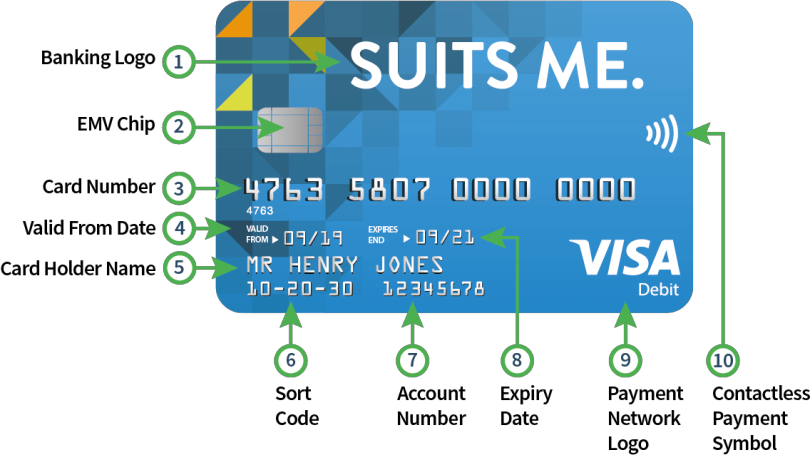 Banking Logo 1
SUITS ME.
EMV Chip 2
Card Number 3
4763 5807 0000 0000
4763
Valid From Date 4
VALID FROM ▶ 09/19
EXPIRES END ▶ 09/21
Card Holder Name 5
MR HENRY JONES
10-20-30 12345678
VISA
Debit
6
Sort
Code
7
Account
Number
8
Expiry
Date
9
Payment
Network
Logo
10
Contactless
Payment
Symbol